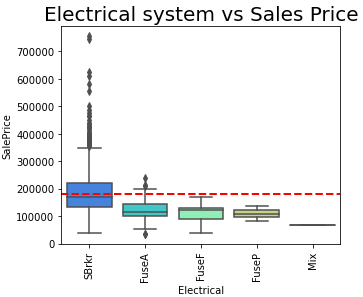 Electrical system vs Sales Price
SalePrice
700000
600000
500000
400000
300000
200000
100000
0
SBrkr
FuseA
FuseF
FuseP
Mix
Electrical